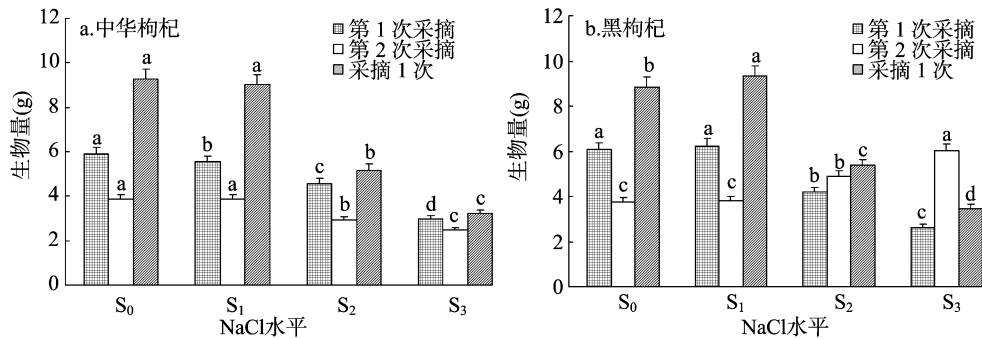 a.中华枸杞
第1次采摘
第2次采摘
采摘1次
生物量(g)
12
10
8
6
4
2
0
a
a
a
b
a
a
c
b
b
d
c
c
S₀
S₁
S₂
S₃
NaCl水平
b.黑枸杞
第1次采摘
第2次采摘
采摘1次
生物量(g)
12
10
8
6
4
2
0
a
c
b
a
c
a
b
b
c
c
a
d
S₀
S₁
S₂
S₃
NaCl水平